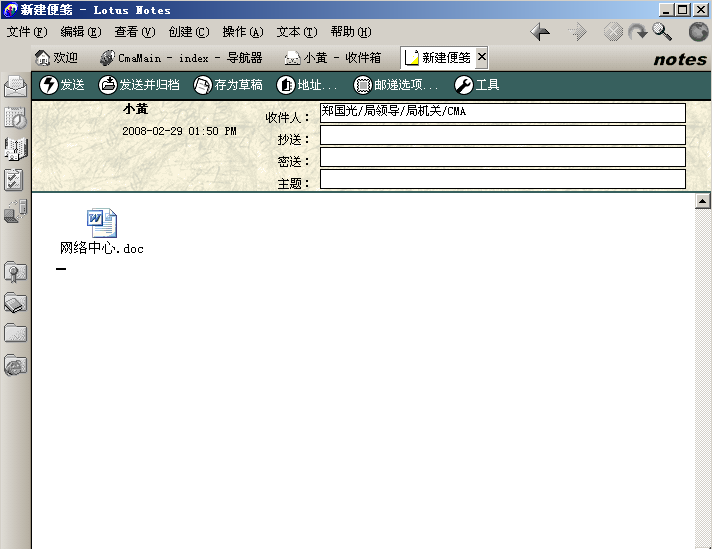 新建便笺 - Lotus Notes
文件(F) 编辑(E) 查看(V) 创建(C) 操作(A) 文本(T) 帮助(H)
欢迎 CmaMain - index - 导航器 小黄 - 收件箱 新建便笺 notes
发送 发送并归档 存为草稿 地址... 邮递选项... 工具
小黄
2008-02-29 01:50 PM
收件人： 郑国光/局领导/局机关/CMA
抄送：
密送：
主题：
网络中心.doc